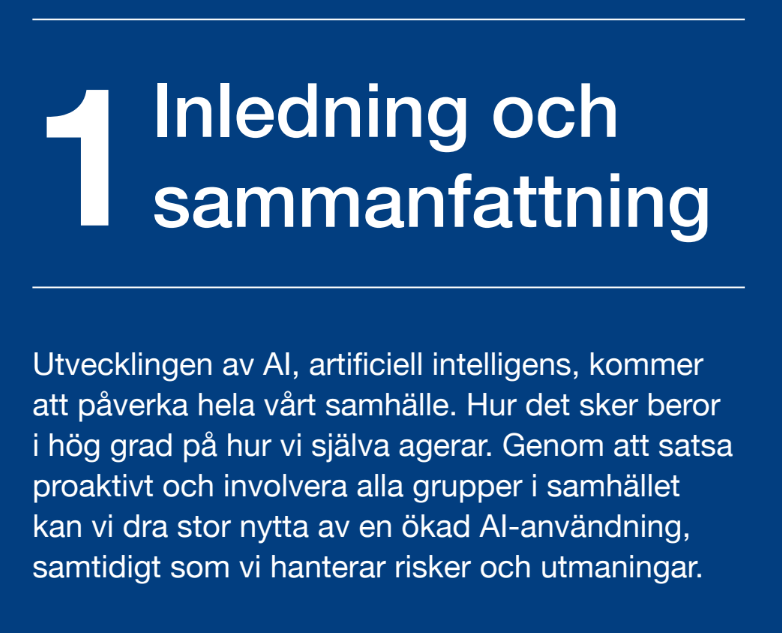 1 Inledning och
sammanfattning
Utvecklingen av AI, artificiell intelligens, kommer
att påverka hela vårt samhälle. Hur det sker beror
i hög grad på hur vi själva agerar. Genom att satsa
proaktivt och involvera alla grupper i samhället
kan vi dra stor nytta av en ökad AI-användning,
samtidigt som vi hanterar risker och utmaningar.